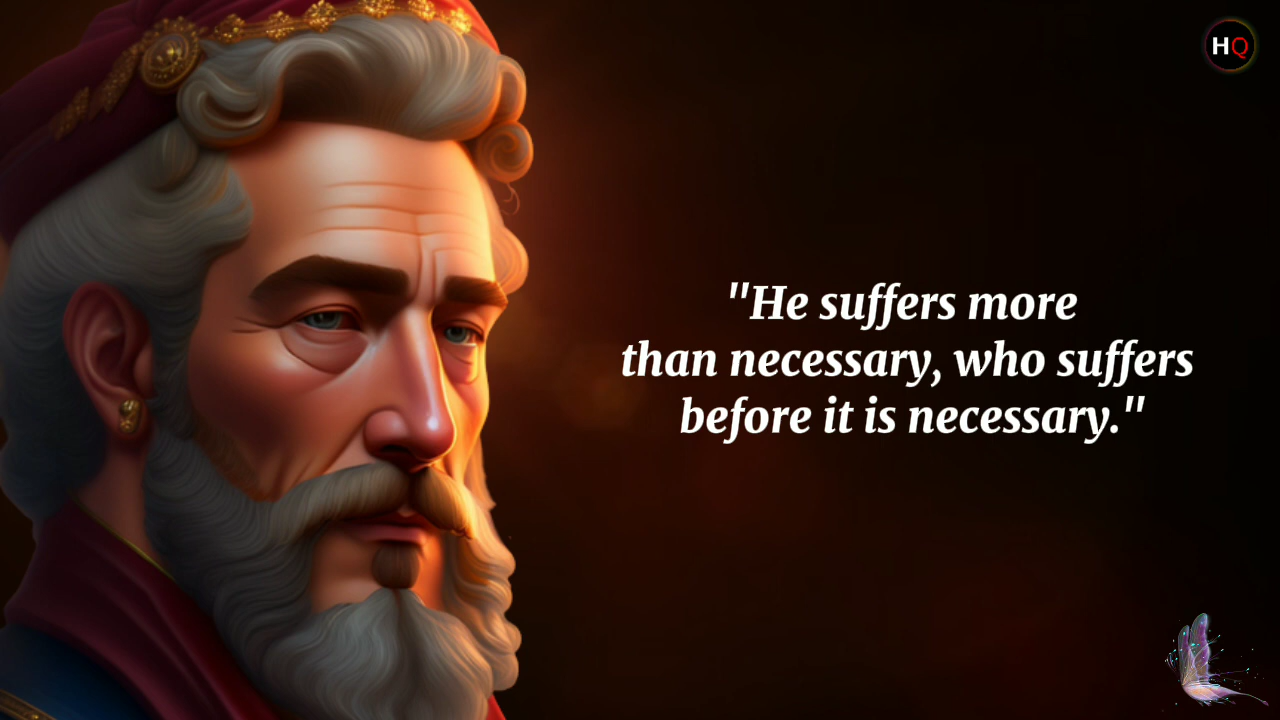 HQ
"He suffers more
than necessary, who suffers
before it is necessary."